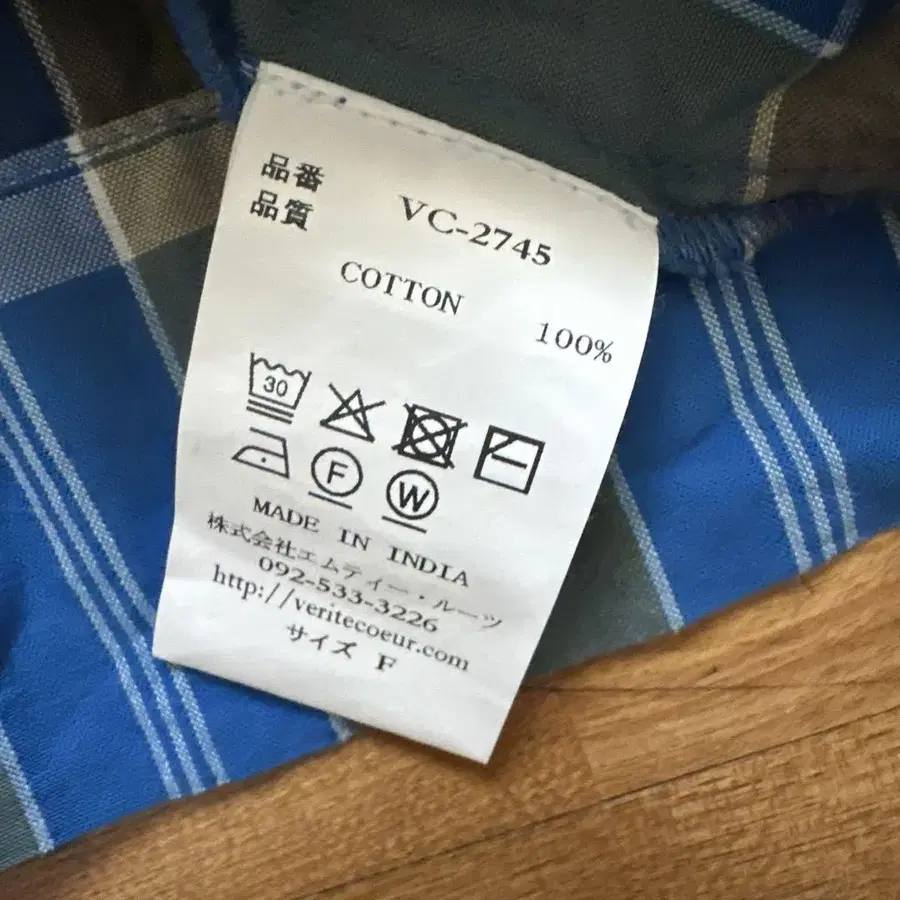 品番 VC-2745
品質
COTTON
100%
30
F W
MADE IN INDIA
株式会社エムティー・ルーツ
092-533-3226
http://veritecoeur.com
サイズ F